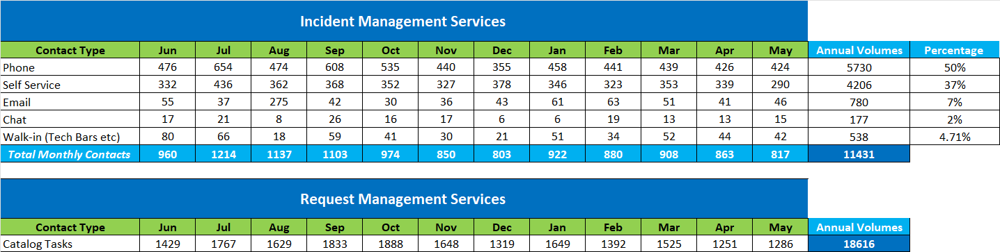 Incident Management Services
Contact Type Jun Jul Aug Sep Oct Nov Dec Jan Feb Mar Apr May Annual Volumes Percentage
Phone 476 654 474 608 535 440 355 458 441 439 426 424 5730 50%
Self Service 332 436 362 368 352 327 378 346 323 353 339 290 4206 37%
Email 55 37 275 42 30 36 43 61 63 51 41 46 780 7%
Chat 17 21 8 26 16 17 6 6 19 13 13 15 177 2%
Walk-in (Tech Bars etc) 80 66 18 59 41 30 21 51 34 52 44 42 538 4.71%
Total Monthly Contacts 960 1214 1137 1103 974 850 803 922 880 908 863 817 11431
Request Management Services
Contact Type Jun Jul Aug Sep Oct Nov Dec Jan Feb Mar Apr May Annual Volumes
Catalog Tasks 1429 1767 1629 1833 1888 1648 1319 1649 1392 1525 1251 1286 18616